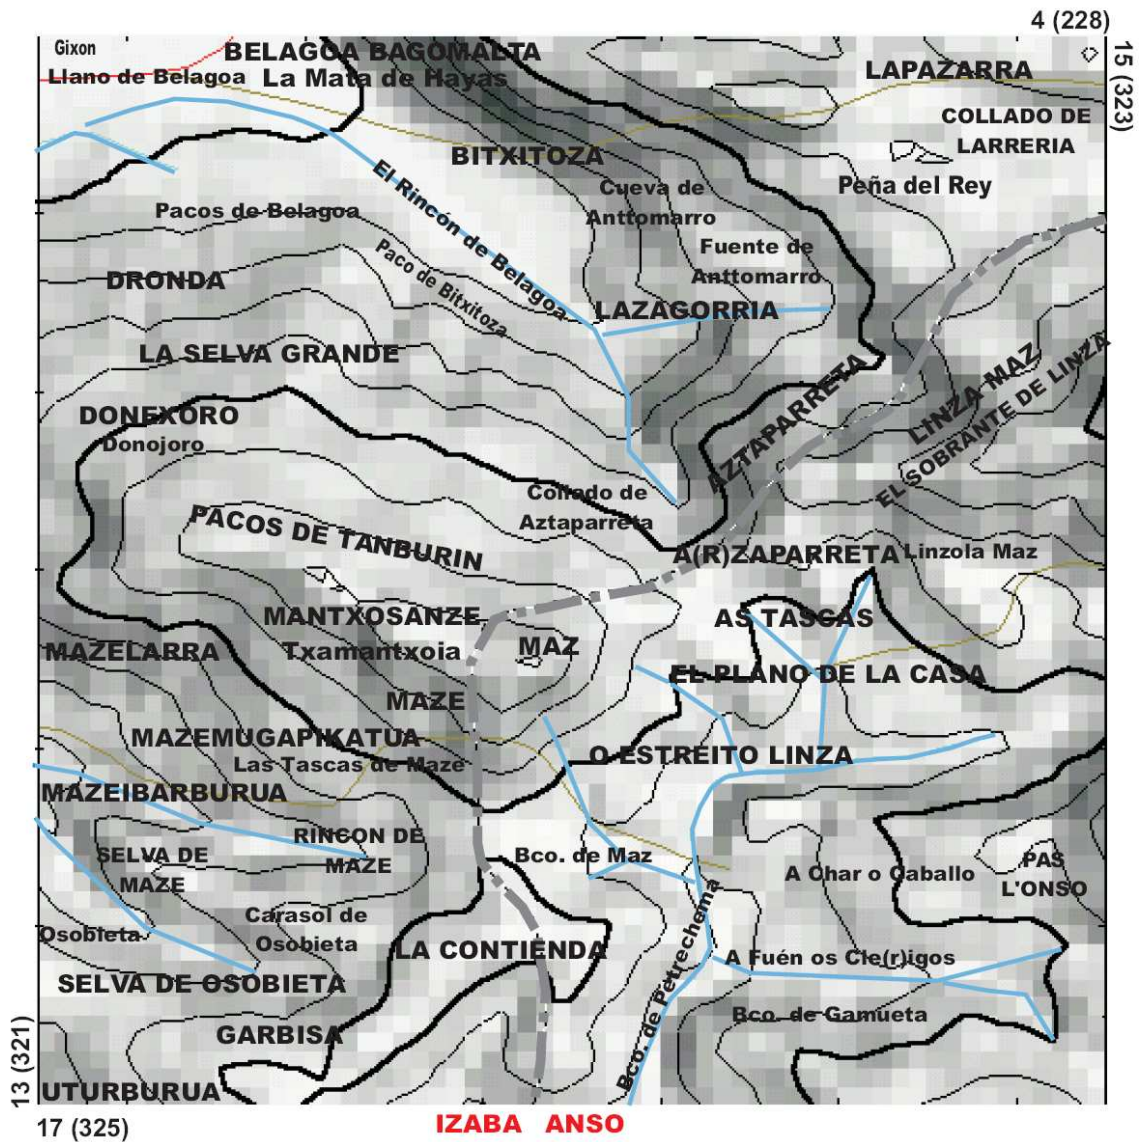 4 (228)
15 (323)
Gixon
BELAGOA BAGOMALTA
Llano de Belagoa
La Mata de Hayas
LAPAZARRA
COLLADO DE
LARRERIA
BITXITOZA
El Rincón de Belagoa
Cueva de
Anttomarro
Peña del Rey
Pacos de Belagoa
Paco de Bitxitoza
Fuente de
Anttomarro
DRONDA
LAZAGORRIA
LA SELVA GRANDE
AZTAPARRETA
LINZA MAZ
EL SOBRANTE DE LINZA
DONEXORO
Donojoro
Collado de
Aztaparreta
PACOS DE TANBURIN
A(R)ZAPARRETA
Linzola Maz
MANTXOSANZE
AS TASCAS
MAZELARRA
Txamantxoia
MAZ
EL PLANO DE LA CASA
MAZE
MAZEMUGAPIKATUA
O ESTREITO LINZA
Las Tascas de Maze
MAZEIBARBURUA
RINCON DE
MAZE
SELVA DE
MAZE
Bco. de Maz
A Char o Caballo
PAS
L'ONSO
Carasol de
Osobieta
Osobieta
LA CONTIENDA
Bco. de Petrechema
A Fuén os Cle(r)igos
SELVA DE OSOBIETA
Bco. de Gamueta
GARBISA
UTURBURUA
13 (321)
17 (325)
IZABA ANSO